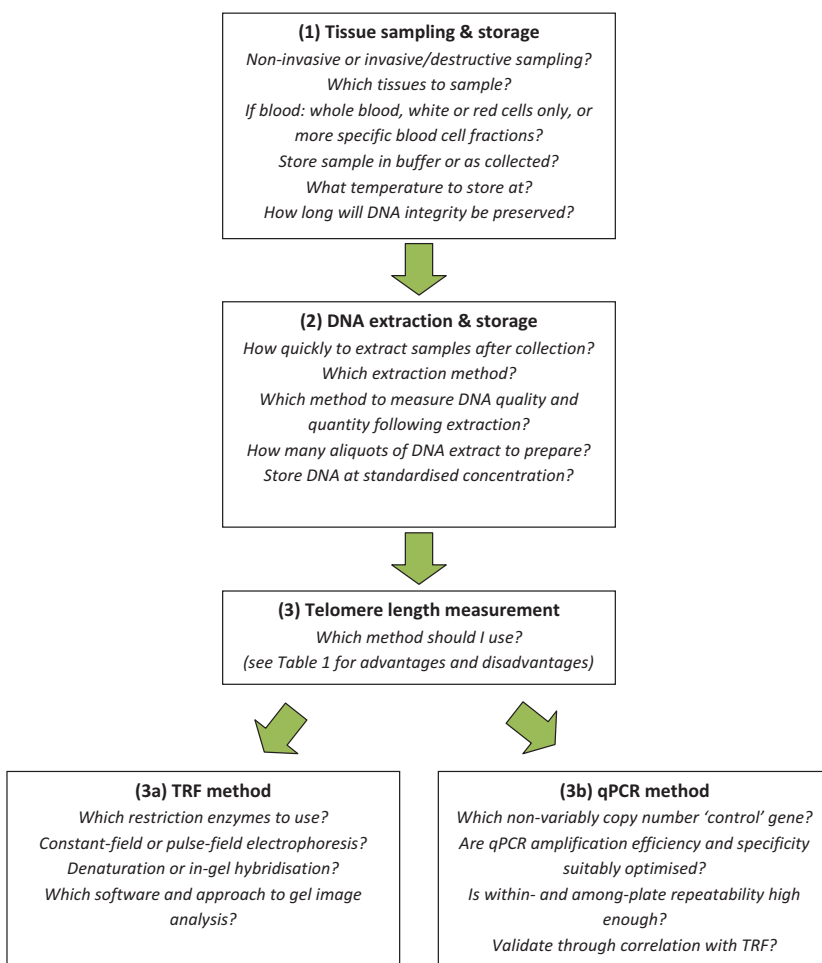 (1) Tissue sampling & storage
Non-invasive or invasive/destructive sampling?
Which tissues to sample?
If blood: whole blood, white or red cells only, or
more specific blood cell fractions?
Store sample in buffer or as collected?
What temperature to store at?
How long will DNA integrity be preserved?
(2) DNA extraction & storage
How quickly to extract samples after collection?
Which extraction method?
Which method to measure DNA quality and
quantity following extraction?
How many aliquots of DNA extract to prepare?
Store DNA at standardised concentration?
(3) Telomere length measurement
Which method should I use?
(see Table 1 for advantages and disadvantages)
(3a) TRF method
Which restriction enzymes to use?
Constant-field or pulse-field electrophoresis?
Denaturation or in-gel hybridisation?
Which software and approach to gel image
analysis?
(3b) qPCR method
Which non-variably copy number ‘control’ gene?
Are qPCR amplification efficiency and specificity
suitably optimised?
Is within- and among-plate repeatability high
enough?
Validate through correlation with TRF?